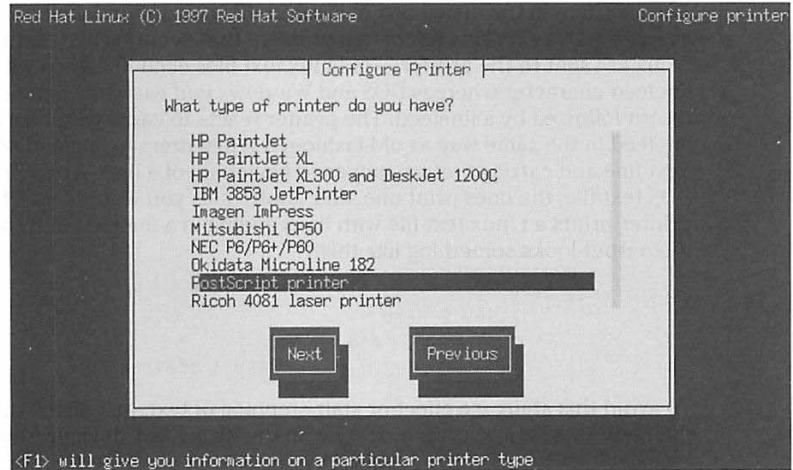 Red Hat Linux (C) 1997 Red Hat Software Configure printer
Configure Printer
What type of printer do you have?
HP PaintJet
HP PaintJet XL
HP PaintJet XL300 and DeskJet 1200C
IBM 3853 JetPrinter
Imagen ImPress
Mitsubishi CP50
NEC P6/P6+/P60
Okidata Microline 182
PostScript printer
Ricoh 4081 laser printer
Next Previous
<F1> will give you information on a particular printer type